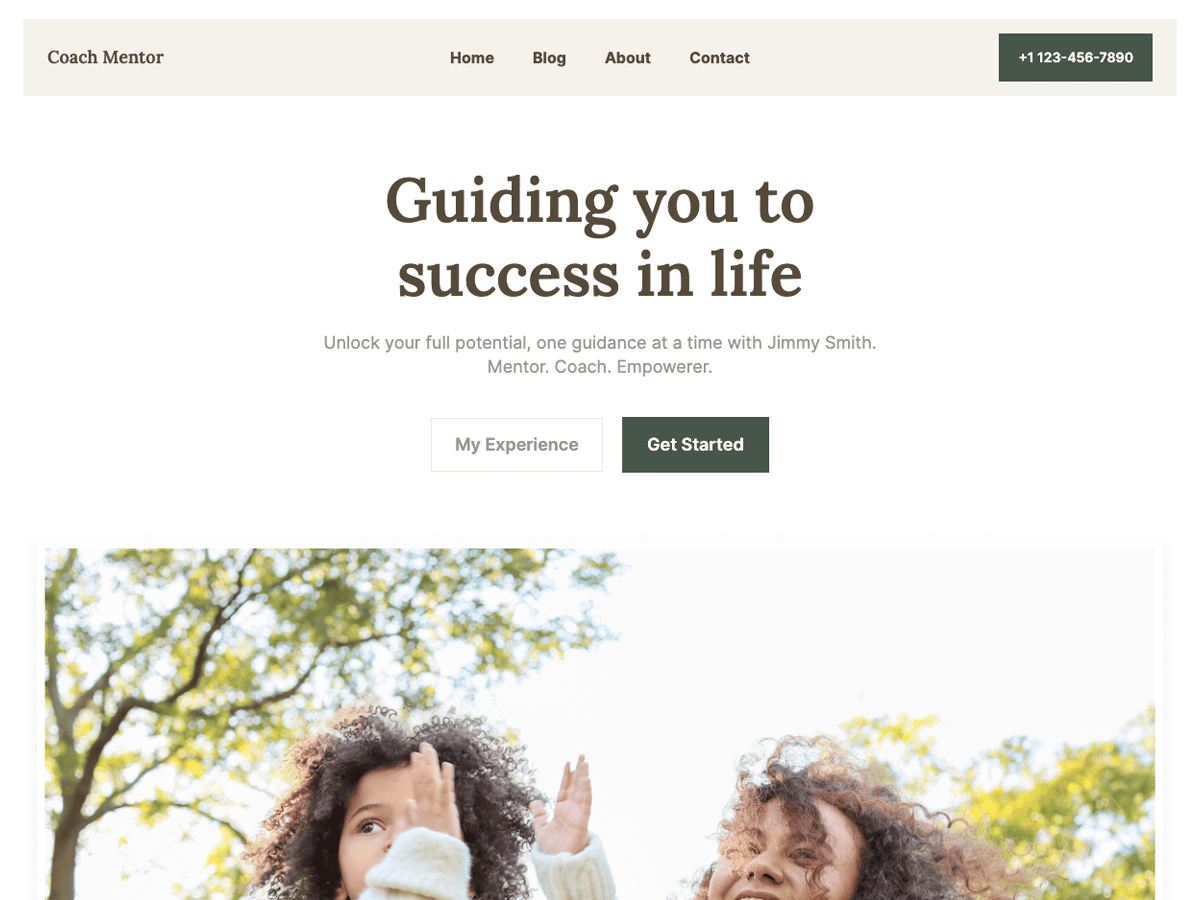 Coach Mentor
Home
Blog
About
Contact
+1 123-456-7890
Guiding you to
success in life
Unlock your full potential, one guidance at a time with Jimmy Smith.
Mentor. Coach. Empowerer.
My Experience
Get Started